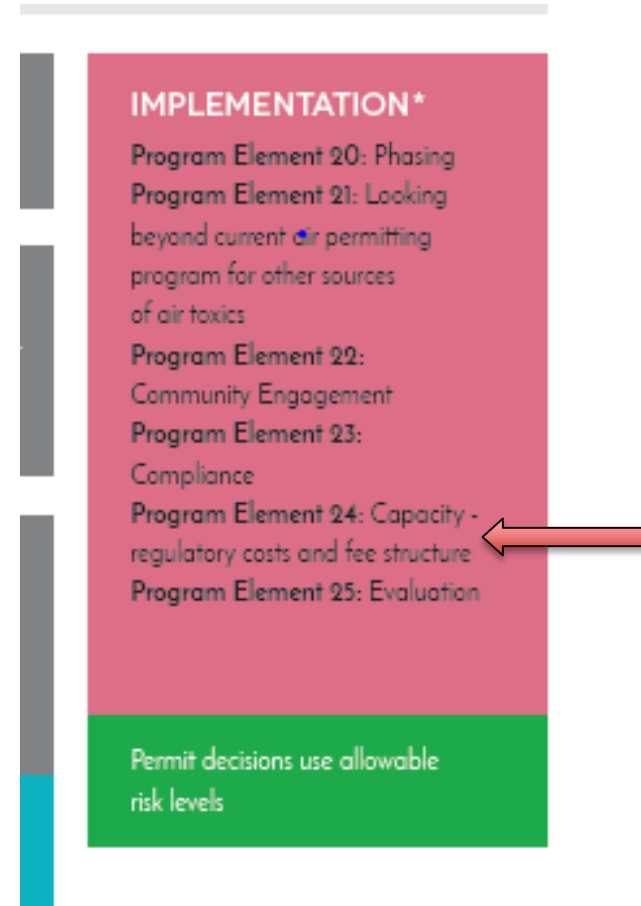 IMPLEMENTATION*
Program Element 20: Phasing
Program Element 21: Looking
beyond current air permitting
program for other sources
of air toxics
Program Element 22:
Community Engagement
Program Element 23:
Compliance
Program Element 24: Capacity -
regulatory costs and fee structure
Program Element 25: Evaluation
Permit decisions use allowable
risk levels